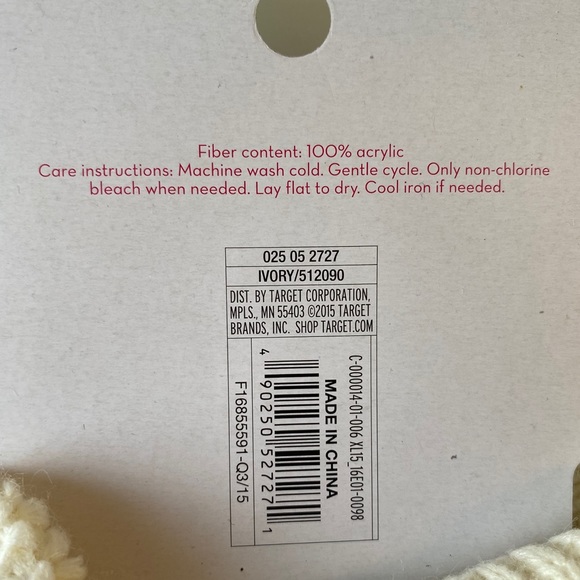 Fiber content: 100% acrylic
Care instructions: Machine wash cold. Gentle cycle. Only non-chlorine
bleach when needed. Lay flat to dry. Cool iron if needed.
025 05 2727
IVORY/512090
DIST. BY TARGET CORPORATION,
MPLS., MN 55403 ©2015 TARGET
BRANDS, INC. SHOP TARGET.COM
C-000014-01-006 XL15_16E01-0098
MADE IN CHINA
4 90250 52727 1
F16855591-Q3/15